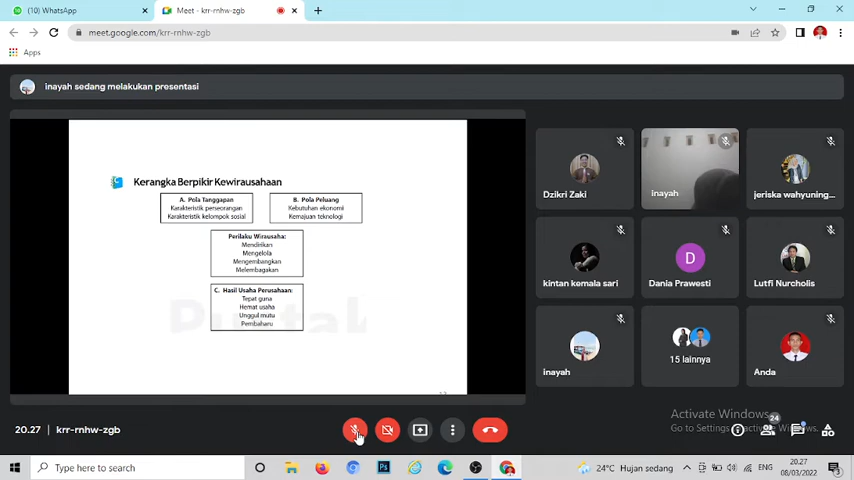 (10) WhatsApp
Meet - krr-rnhw-zgb
meet.google.com/krr-rnhw-zgb
Apps
inayah sedang melakukan presentasi
Kerangka Berpikir Kewirausahaan
A. Pola Tanggapan
Karakteristik perseorangan
Karakteristik kelompok sosial
B. Pola Peluang
Kebutuhan ekonomi
Kemajuan teknologi
Perilaku Wirausaha:
Mendirikan
Mengelola
Mengembangkan
Melembagakan
C. Hasil Usaha Perusahaan:
Tepat guna
Hemat usaha
Unggul mutu
Pembaharu
Dzikri Zaki
inayah
jeriska wahyuning...
kintan kemala sari
D
Dania Prawesti
Lutfi Nurcholis
inayah
15 lainnya
Anda
Activate Windows
Go to Settings to activate Windows.
20.27
krr-rnhw-zgb
24
Type here to search
Ps
24°C Hujan sedang
ENG
20.27
08/03/2022
3